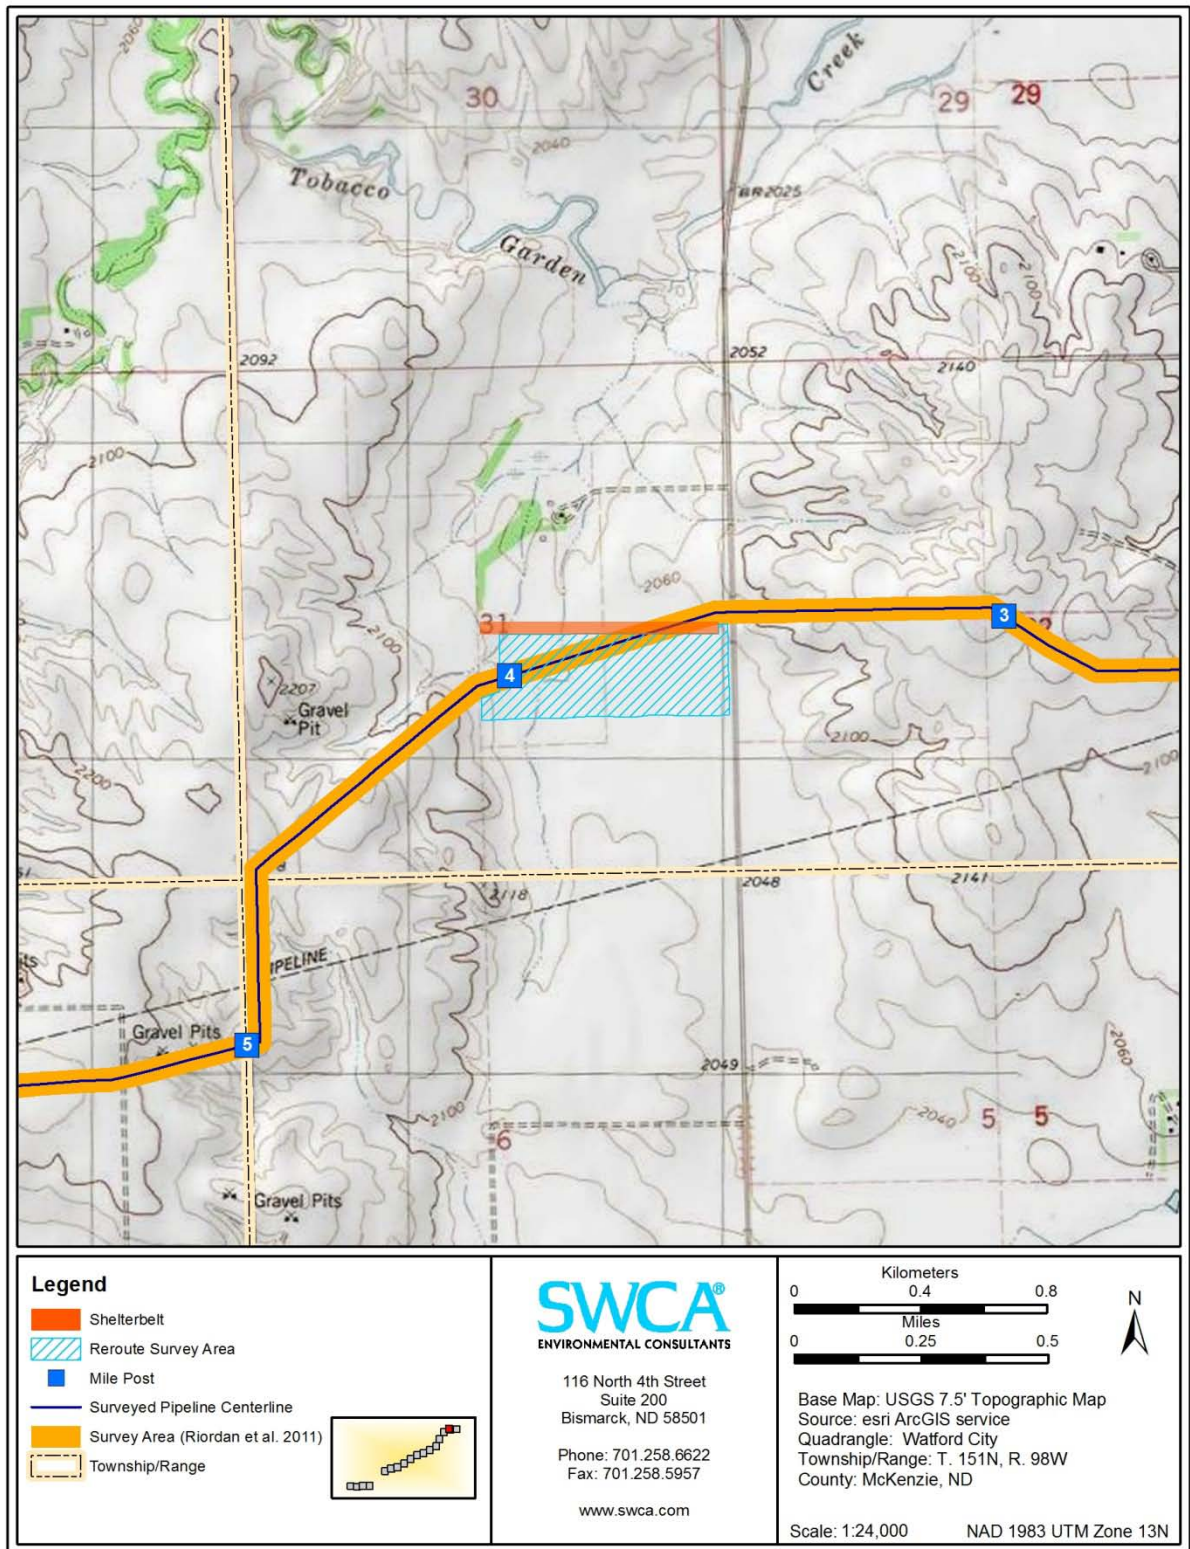 2060
30
Creek
29
29
2040
Tobacco
BR2025
Garden
2100
2100
2092
2052
2140
2100
2060
31
3
2100
4
2207
Gravel
Pit
2100
2200
2100
2118
2048
2141
PELINE
Gravel Pits
5
2049
2060
2100
2040
5
5
6
Gravel Pits
Legend
Shelterbelt
Reroute Survey Area
Mile Post
Surveyed Pipeline Centerline
Survey Area (Riordan et al. 2011)
Township/Range
SWCA®
ENVIRONMENTAL CONSULTANTS
116 North 4th Street
Suite 200
Bismarck, ND 58501
Phone: 701.258.6622
Fax: 701.258.5957
www.swca.com
Kilometers
0 0.4 0.8
Miles
0 0.25 0.5
N
Base Map: USGS 7.5' Topographic Map
Source: esri ArcGIS service
Quadrangle: Watford City
Township/Range: T. 151N, R. 98W
County: McKenzie, ND
Scale: 1:24,000 NAD 1983 UTM Zone 13N